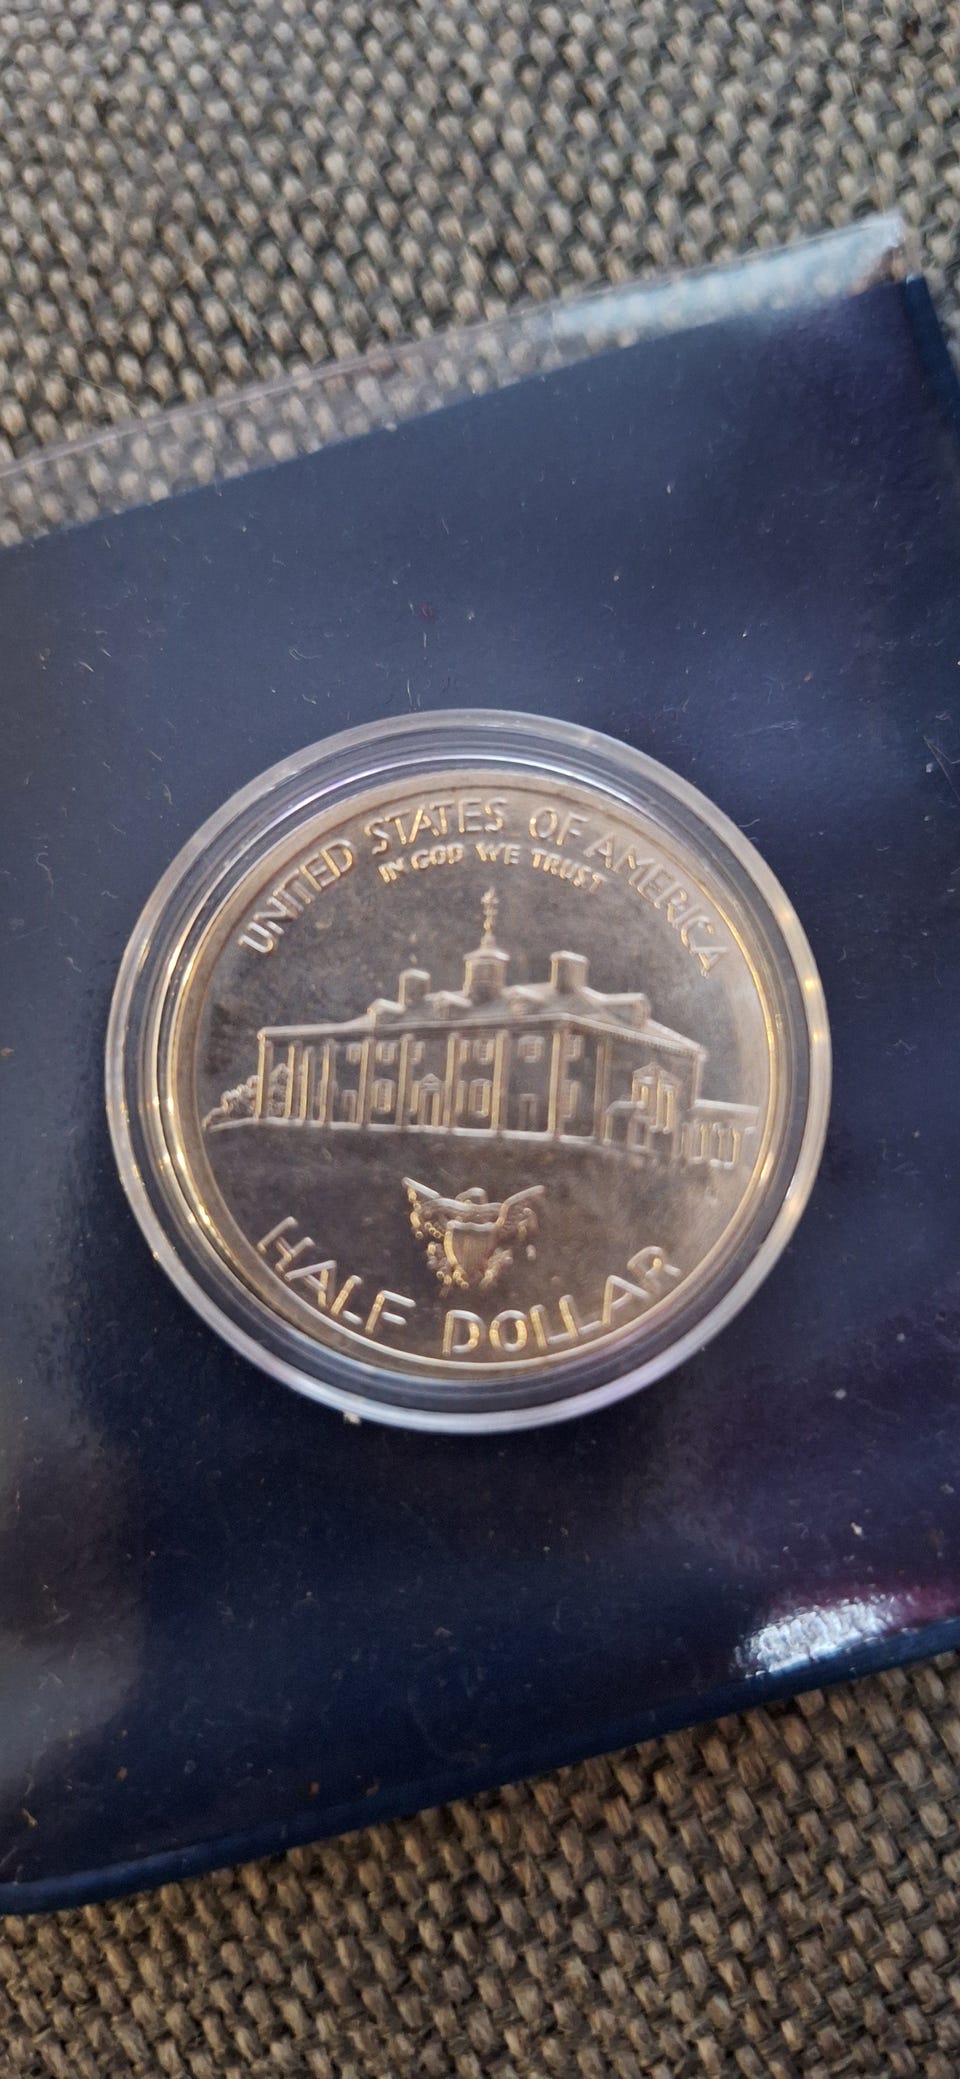 UNITED STATES OF AMERICA
IN GOD WE TRUST
HALF DOLLAR